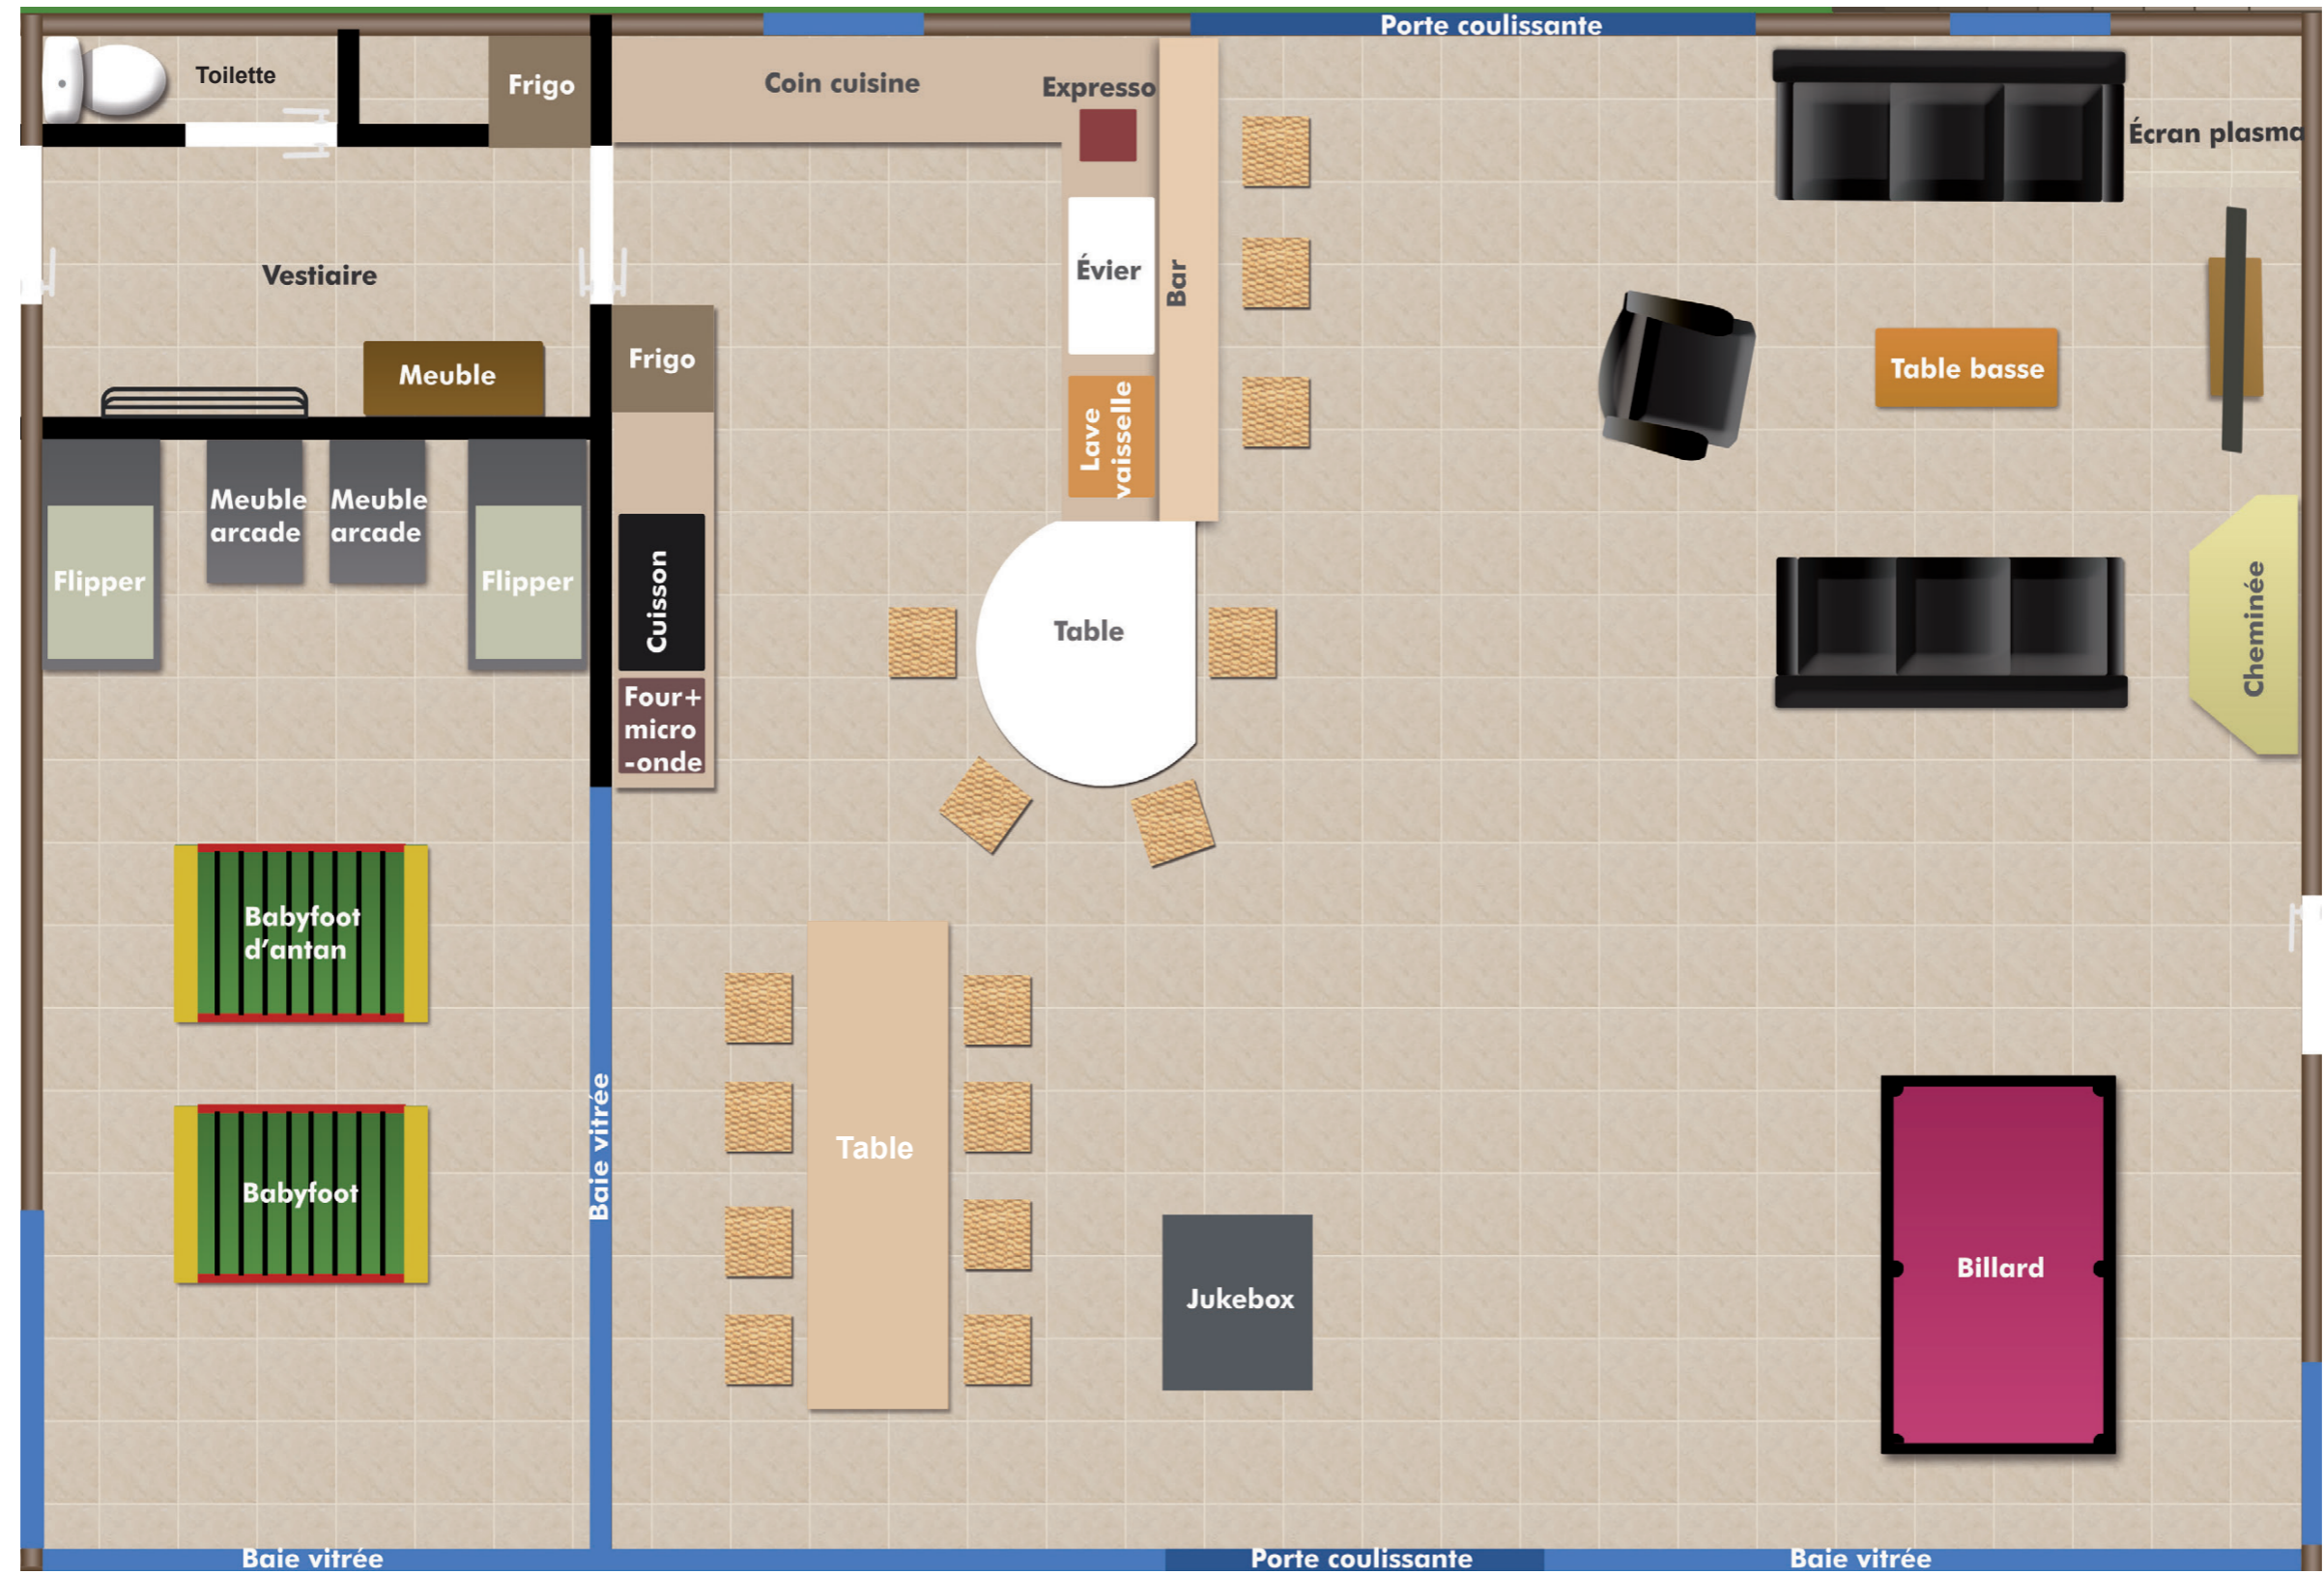 Porte coulissante
Toilette
Frigo
Coin cuisine
Expresso
Écran plasma
Vestiaire
Évier
Bar
Meuble
Frigo
Table basse
Lave
vaisselle
Meuble
arcade
Meuble
arcade
Flipper
Flipper
Cuisson
Table
Cheminée
Four+
micro
-onde
Babyfoot
d’antan
Baie vitrée
Table
Babyfoot
Jukebox
Billard
Baie vitrée
Porte coulissante
Baie vitrée